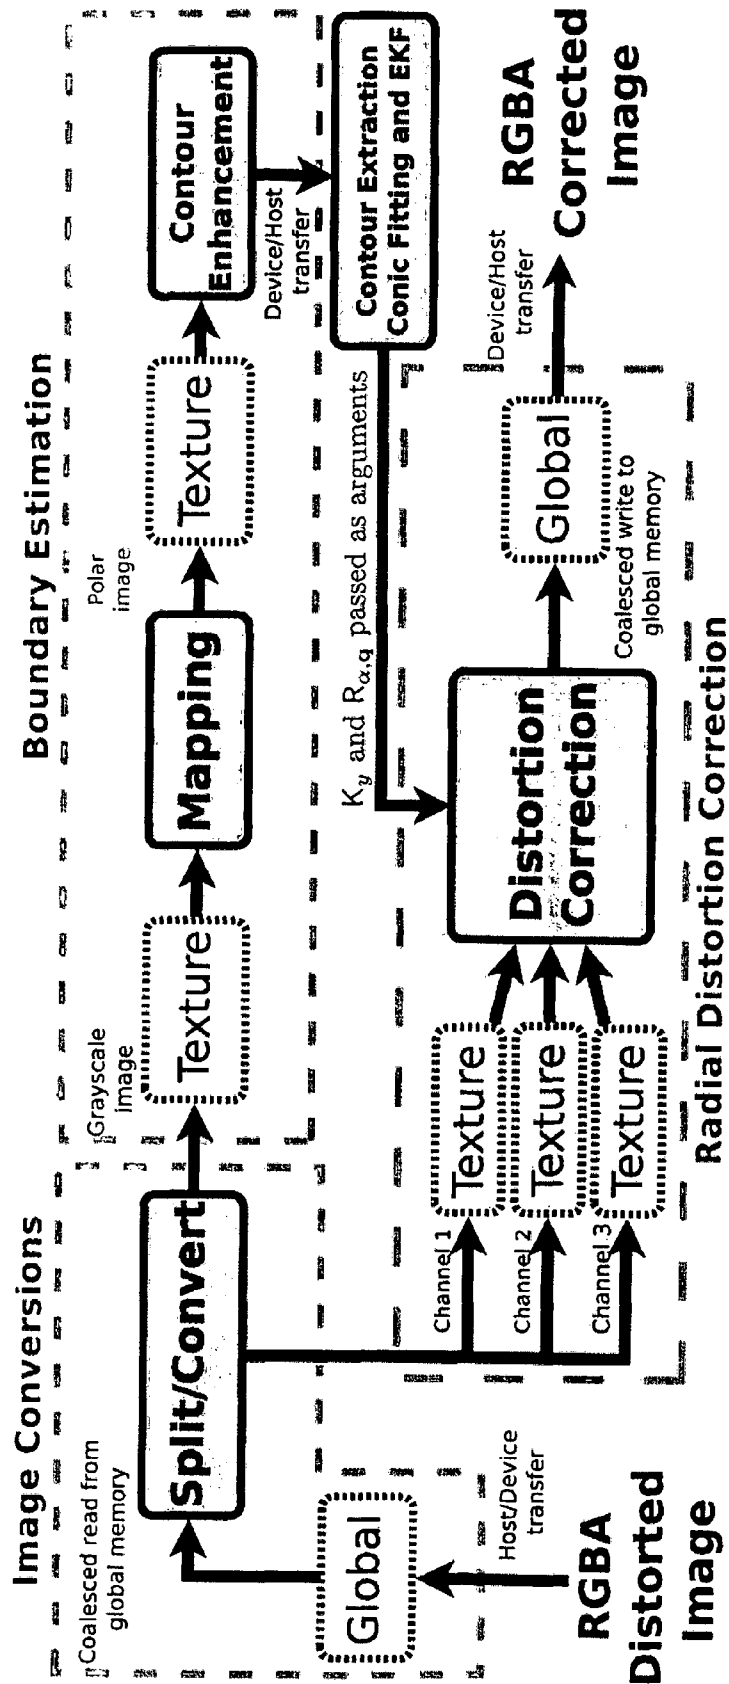 Image Conversions
Coalesced read from
global memory
Split/Convert
Global
Host/Device
transfer
RGBA
Distorted
Image
Boundary Estimation
Grayscale
image
Texture
Mapping
Polar
image
Texture
Contour
Enhancement
Device/Host
transfer
Contour Extraction
Conic Fitting and EKF
K_y and R_{α,q} passed as arguments
Channel 1
Texture
Channel 2
Texture
Channel 3
Texture
Distortion
Correction
Global
Coalesced write to
global memory
Radial Distortion Correction
Device/Host
transfer
RGBA
Corrected
Image